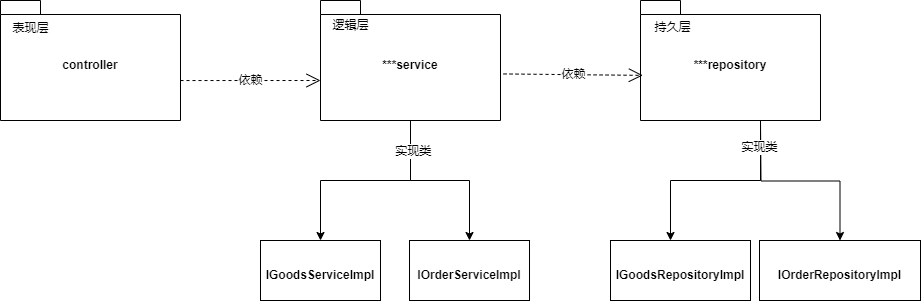 表现层
controller
依赖
逻辑层
***service
依赖
持久层
***repository
实现类
实现类
IGoodsServiceImpl
IOrderServiceImpl
IGoodsRepositoryImpl
IOrderRepositoryImpl